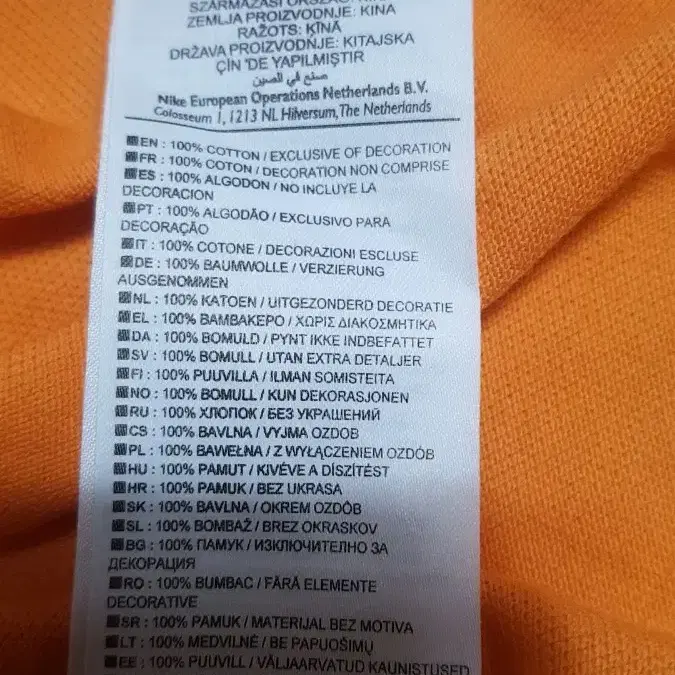 SZÁRMAZÁSI ORSZÁG:
ZEMLJA PROIZVODNJE: KINA
RAŽOTS: ĶĪNĀ
DRŽAVA PROIZVODNJE: KITAJSKA
ÇİN 'DE YAPILMIŞTIR
صنع في الصين
Nike European Operations Netherlands B.V.
Colosseum 1, 1213 NL Hilversum, The Netherlands
EN : 100% COTTON / EXCLUSIVE OF DECORATION
FR : 100% COTON / DECORATION NON COMPRISE
ES : 100% ALGODON / NO INCLUYE LA
DECORACION
PT : 100% ALGODÃO / EXCLUSIVO PARA
DECORAÇÃO
IT : 100% COTONE / DECORAZIONI ESCLUSE
DE : 100% BAUMWOLLE / VERZIERUNG
AUSGENOMMEN
NL : 100% KATOEN / UITGEZONDERD DECORATIE
EL : 100% ΒΑΜΒΑΚΕΡΟ / ΧΩΡΙΣ ΔΙΑΚΟΣΜΗΤΙΚΑ
DA : 100% BOMULD / PYNT IKKE INDBEFATTET
SV : 100% BOMULL / UTAN EXTRA DETALJER
FI : 100% PUUVILLA / ILMAN SOMISTEITA
NO : 100% BOMULL / KUN DEKORASJONEN
RU : 100% ХЛОПОК / БЕЗ УКРАШЕНИЙ
CS : 100% BAVLNA / VYJMA OZDOB
PL : 100% BAWEŁNA / Z WYŁĄCZENIEM OZDÓB
HU : 100% PAMUT / KIVÉVE A DÍSZÍTÉST
HR : 100% PAMUK / BEZ UKRASA
SK : 100% BAVLNA / OKREM OZDÔB
SL : 100% BOMBAŽ / BREZ OKRASKOV
BG : 100% ПАМУК / ИЗКЛЮЧИТЕЛНО ЗА
ДЕКОРАЦИЯ
RO : 100% BUMBAC / FĂRĂ ELEMENTE
DECORATIVE
SR : 100% PAMUK / MATERIJAL BEZ MOTIVA
LT : 100% MEDVILNĖ / BE PAPUOŠIMŲ
EE : 100% PUUVILL / VÄLJAARVATUD KAUNISTUSED